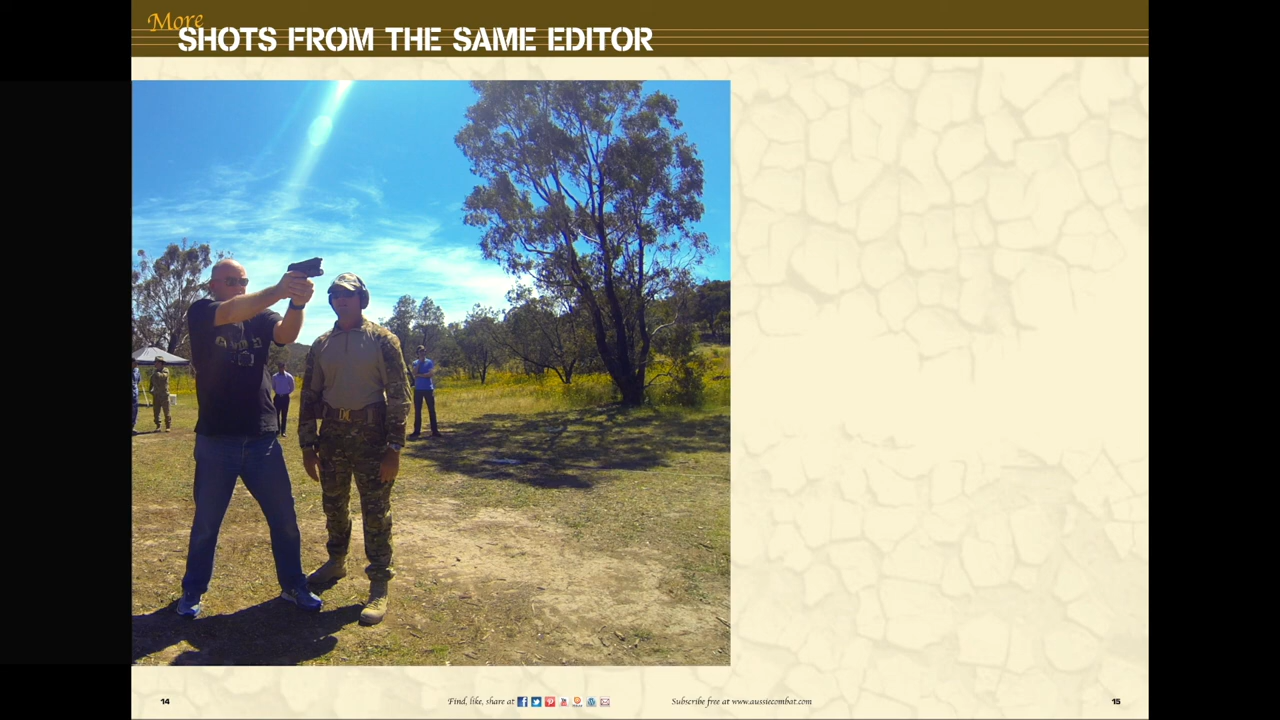 More
SHOTS FROM THE SAME EDITOR
14
Find, like, share at
Subscribe free at www.aussiecombat.com
15